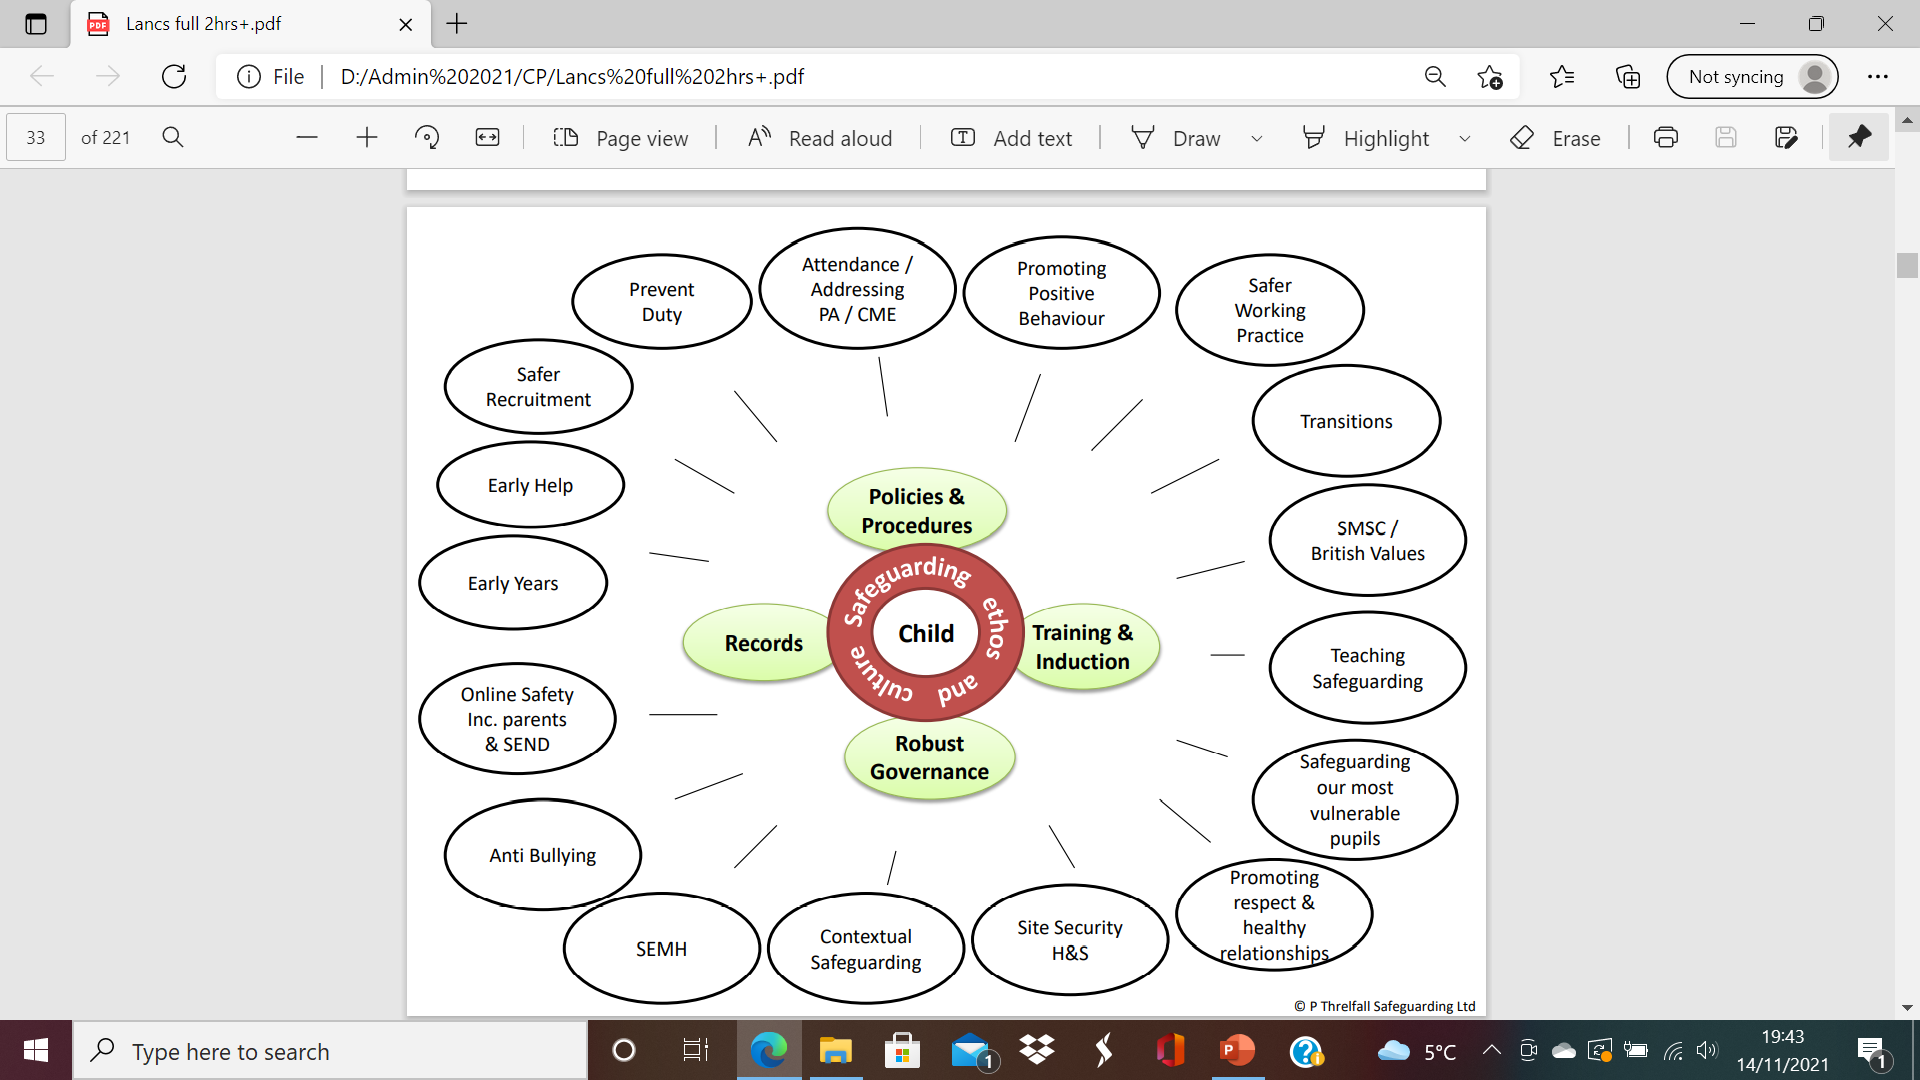 Lancs full 2hrs+.pdf
File
D:/Admin%202021/CP/Lancs%20full%202hrs+.pdf
Not syncing
33
of 221
Page view
Read aloud
Add text
Draw
Highlight
Erase
Prevent
Duty
Attendance /
Addressing
PA / CME
Promoting
Positive
Behaviour
Safer
Working
Practice
Safer
Recruitment
Transitions
Early Help
Policies &
Procedures
SMSC /
British Values
Early Years
Safeguarding ethos and culture
Child
Records
Training &
Induction
Teaching
Safeguarding
Online Safety
Inc. parents
& SEND
Robust
Governance
Safeguarding
our most
vulnerable
pupils
Anti Bullying
Promoting
respect &
healthy
relationships
SEMH
Contextual
Safeguarding
Site Security
H&S
© P Threlfall Safeguarding Ltd
Type here to search
1
5°C
19:43
14/11/2021
1